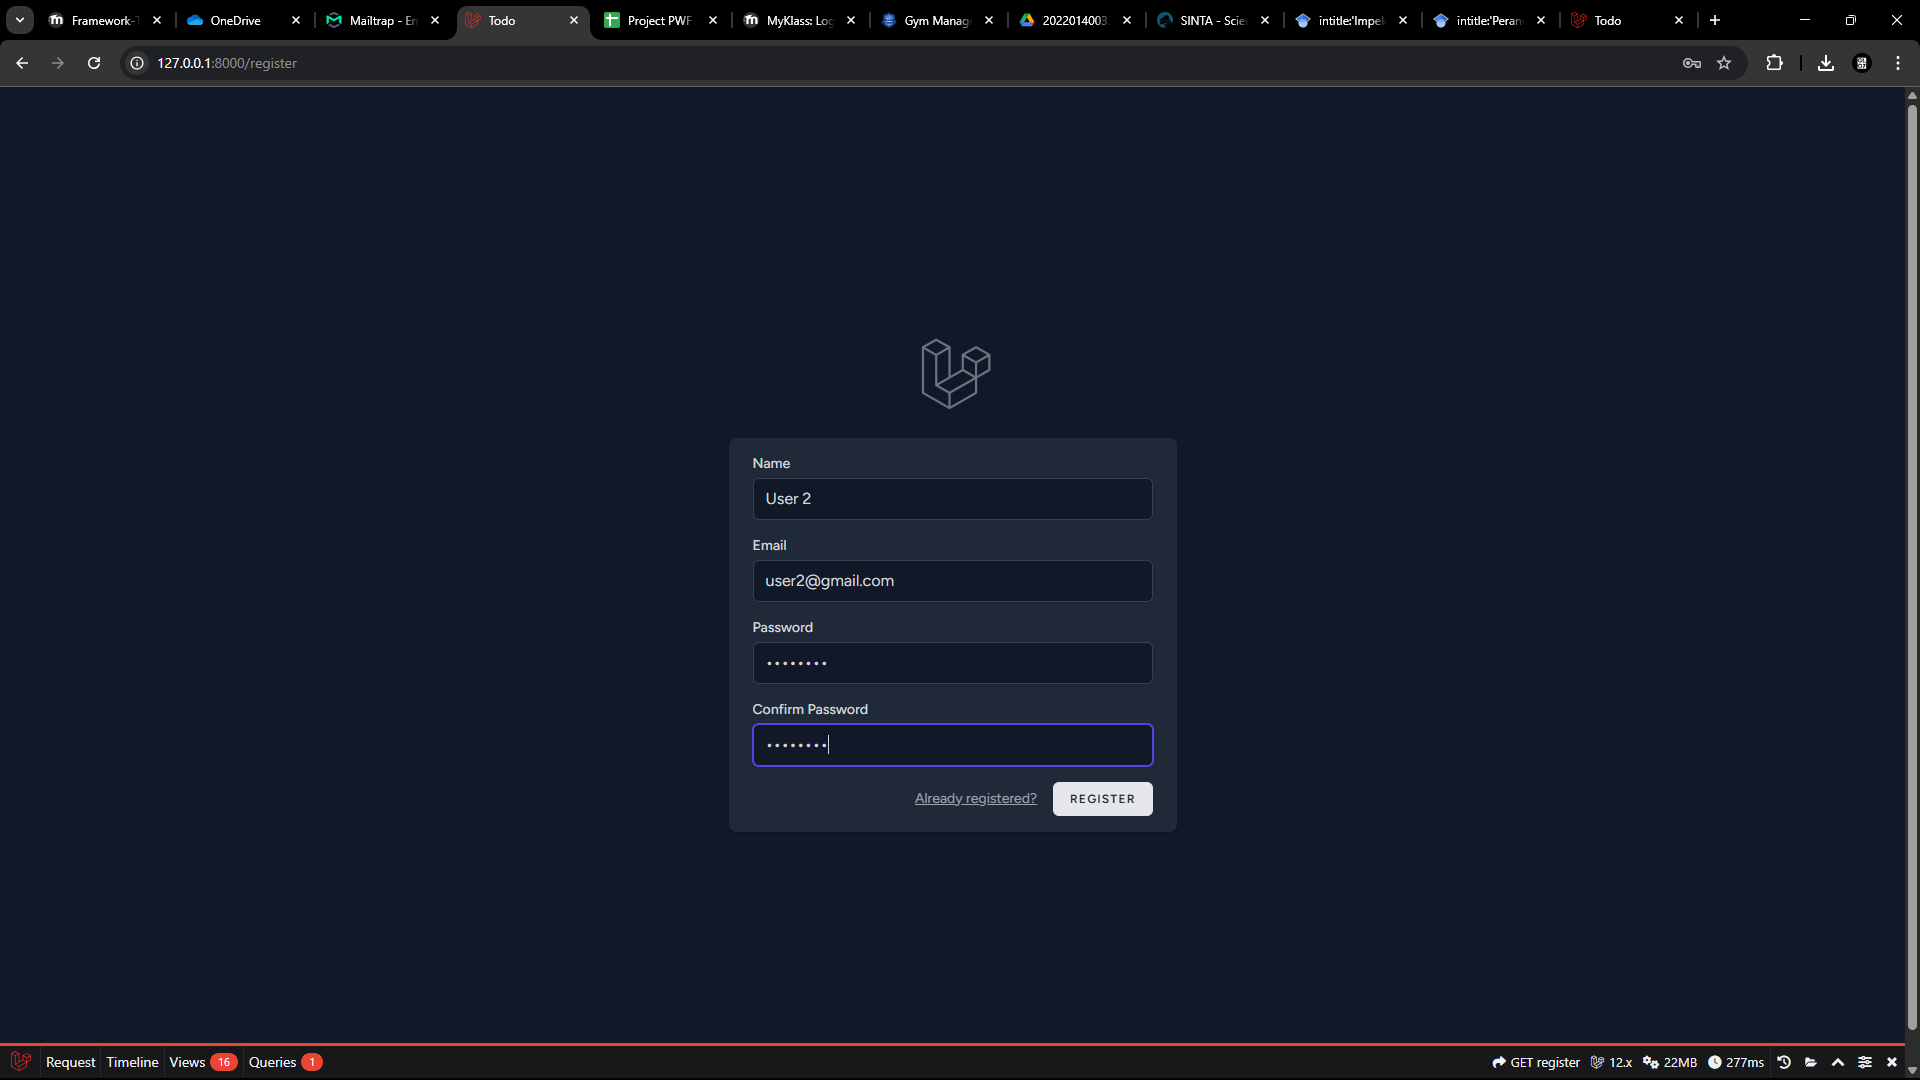 Framework-T
OneDrive
Mailtrap - Em
Todo
Project PWF
MyKlass: Log
Gym Manag
2022014003
SINTA - Scie
intitle:'Impel
intitle:'Peran
Todo
127.0.0.1:8000/register
Name
User 2
Email
user2@gmail.com
Password
••••••••
Confirm Password
••••••••
Already registered? REGISTER
Request Timeline Views 16 Queries 1 GET register 12.x 22MB 277ms